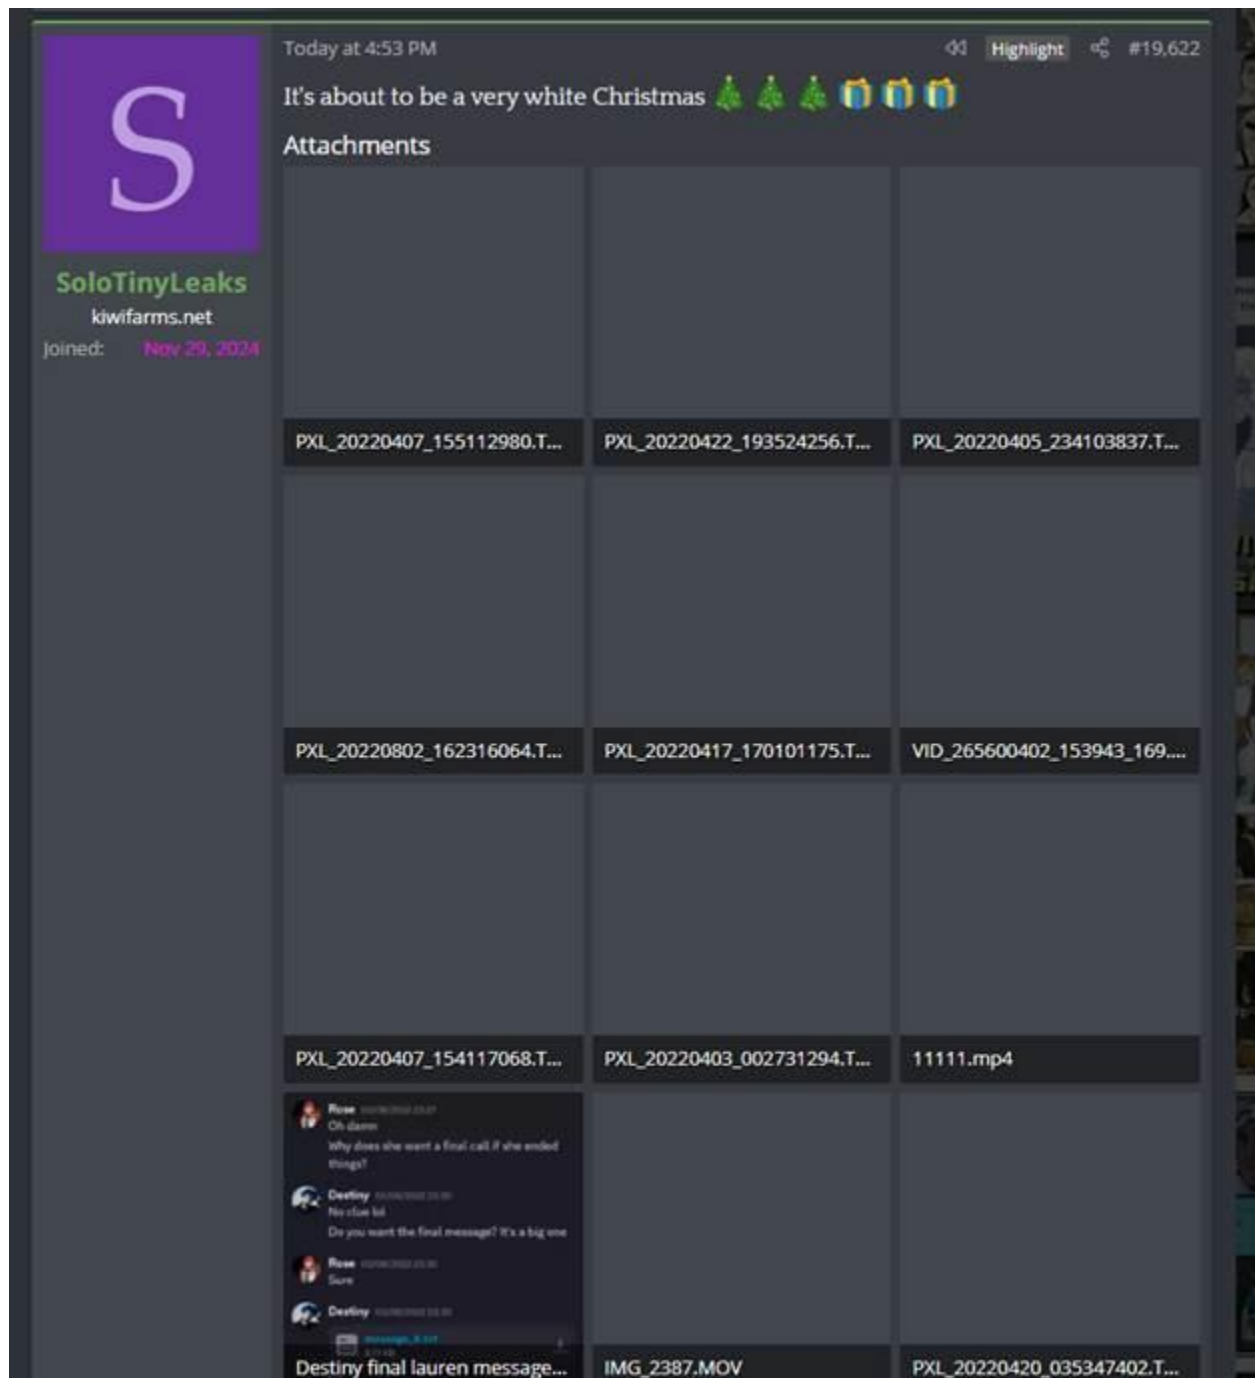 Today at 4:53 PM
Highlight
#19,622
It's about to be a very white Christmas 🎄 🎄 🎄 🎁 🎁 🎁
Attachments
S
SoloTinyLeaks
kiwifarms.net
Joined: Nov 29, 2024
PXL_20220407_155112980.T...
PXL_20220422_193524256.T...
PXL_20220405_234103837.T...
PXL_20220802_162316064.T...
PXL_20220417_170101175.T...
VID_265600402_153943_169....
PXL_20220407_154117068.T...
PXL_20220403_002731294.T...
11111.mp4
Rose
Oh damn
Why does she want a final call if she ended
things?
Destiny
No clue lol
Do you want the final message? It's a big one
Rose
Sure
Destiny
Destiny final lauren message...
IMG_2387.MOV
PXL_20220420_035347402.T...